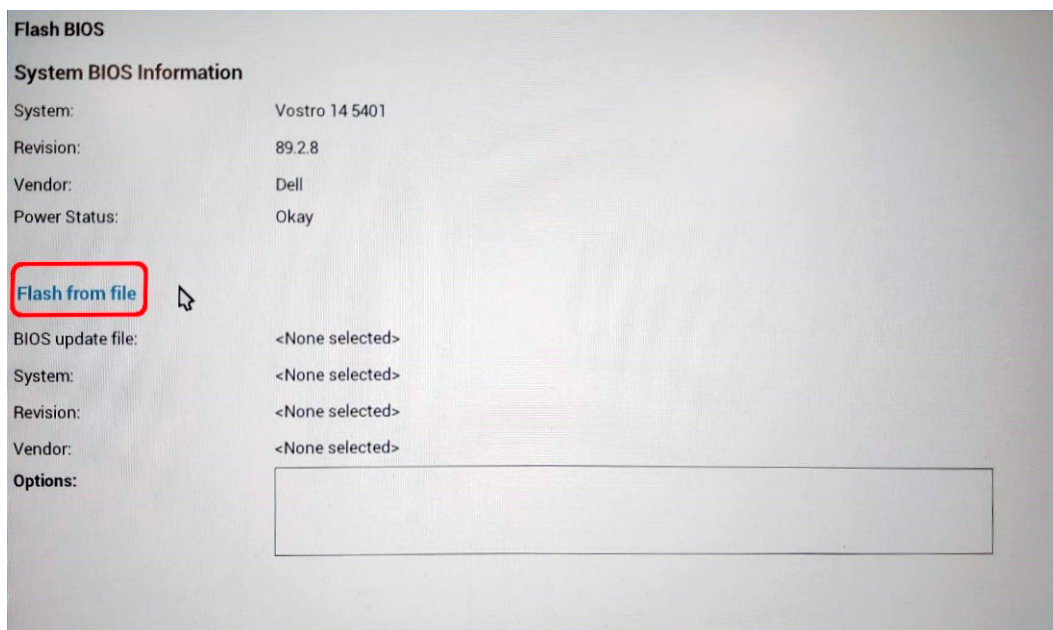 Flash BIOS
System BIOS Information
System: Vostro 14 5401
Revision: 89.2.8
Vendor: Dell
Power Status: Okay
Flash from file
BIOS update file: <None selected>
System: <None selected>
Revision: <None selected>
Vendor: <None selected>
Options: